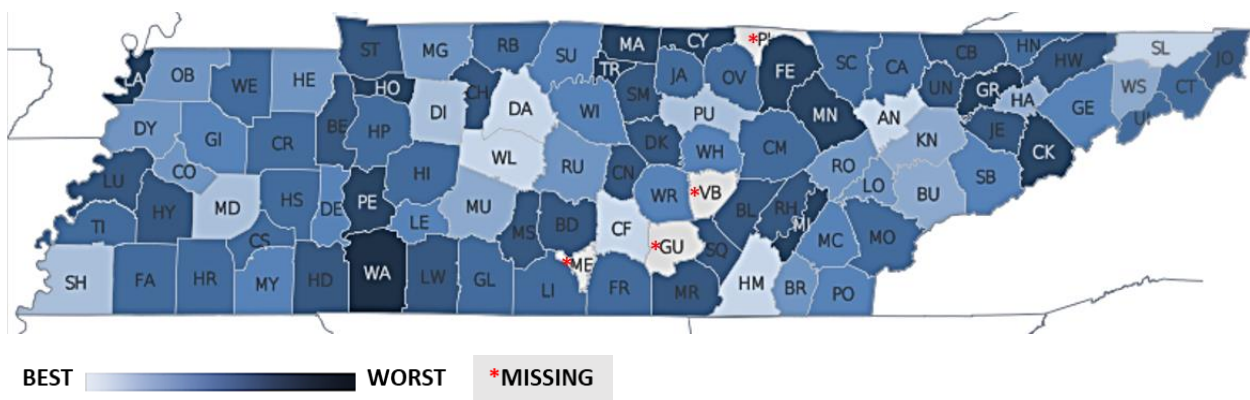 ST MG RB SU MA CY *PI SC CA CB HN HW SL JO
LA OB WE HE HO CH DA TR SM JA OV FE UN GR HA WS CT
DY GI CR BE HP DI WI PU MN AN KN JE GE UI
CO WL RU DK WH CM RO CK
LU HY MD HS DE PE HI MU CN WR *VB BL RH MI LO BU SB
TI CS LE MS BD CF *GU SQ MC MO
SH FA HR MY HD WA LW GL LI *ME FR MR HM BR PO
BEST WORST *MISSING